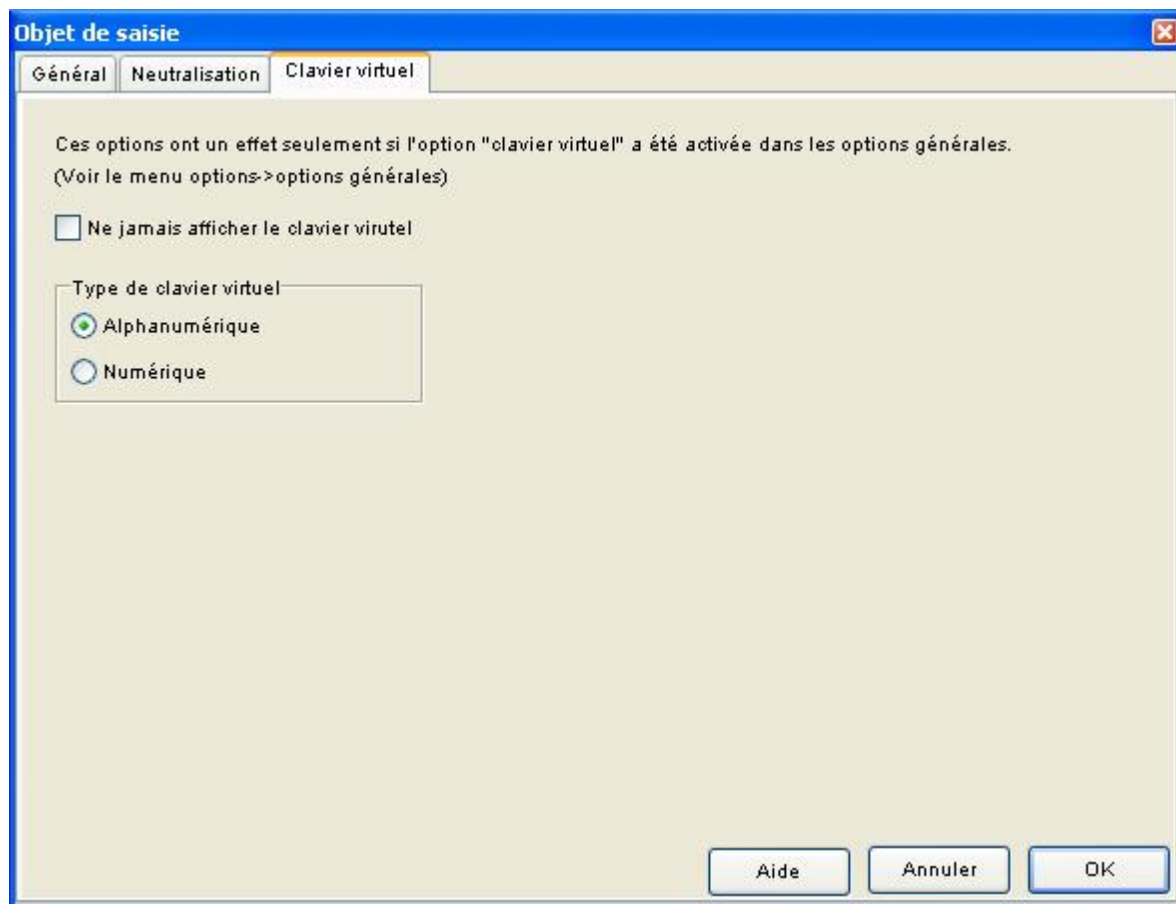 Objet de saisie
Général
Neutralisation
Clavier virtuel
Ces options ont un effet seulement si l'option "clavier virtuel" a été activée dans les options générales.
(Voir le menu options->options générales)
Ne jamais afficher le clavier virutel
Type de clavier virtuel
Alphanumérique
Numérique
Aide
Annuler
OK